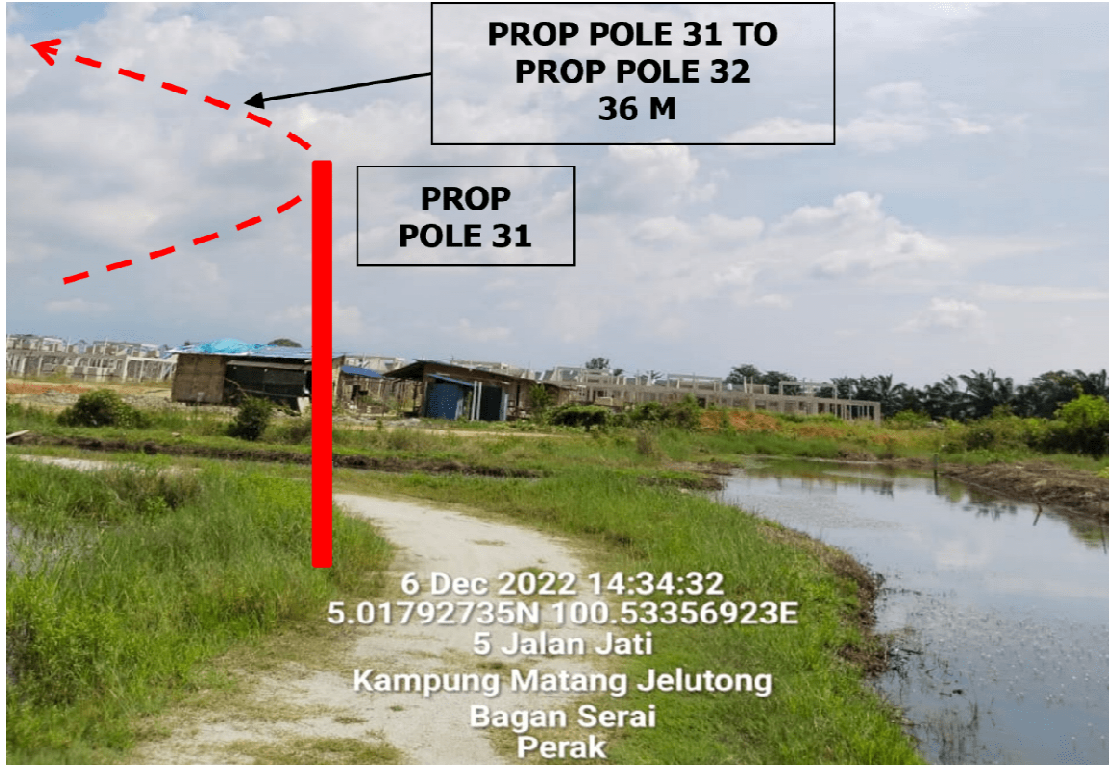 PROP POLE 31 TO
PROP POLE 32
36 M
PROP
POLE 31
6 Dec 2022 14:34:32
5.01792735N 100.53356923E
5 Jalan Jati
Kampung Matang Jelutong
Bagan Serai
Perak